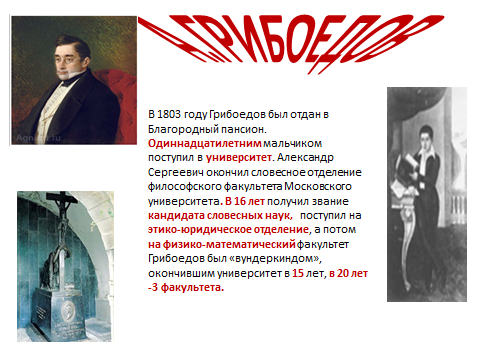 А.ГРИБОЕДОВ
В 1803 году Грибоедов был отдан в
Благородный пансион.
Одиннадцатилетним мальчиком
поступил в университет. Александр
Сергеевич окончил словесное отделение
философского факультета Московского
университета. В 16 лет получил звание
кандидата словесных наук, поступил на
этико-юридическое отделение, а потом
на физико-математический факультет
Грибоедов был «вундеркиндом»,
окончившим университет в 15 лет, в 20 лет
-3 факультета.